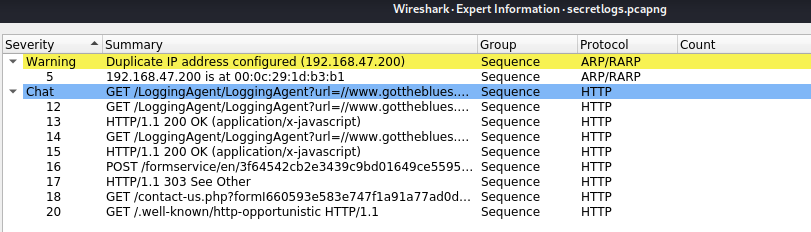 Wireshark · Expert Information · secretlogs.pcapng
Severity Summary Group Protocol Count
Warning Duplicate IP address configured (192.168.47.200) Sequence ARP/RARP
5 192.168.47.200 is at 00:0c:29:1d:b3:b1 Sequence ARP/RARP
Chat GET /LoggingAgent/LoggingAgent?url=//www.gottheblues.... Sequence HTTP
12 GET /LoggingAgent/LoggingAgent?url=//www.gottheblues.... Sequence HTTP
13 HTTP/1.1 200 OK (application/x-javascript) Sequence HTTP
14 GET /LoggingAgent/LoggingAgent?url=//www.gottheblues.... Sequence HTTP
15 HTTP/1.1 200 OK (application/x-javascript) Sequence HTTP
16 POST /formservice/en/3f64542cb2e3439c9bd01649ce5595... Sequence HTTP
17 HTTP/1.1 303 See Other Sequence HTTP
18 GET /contact-us.php?formI660593e583e747f1a91a77ad0d... Sequence HTTP
20 GET /.well-known/http-opportunistic HTTP/1.1 Sequence HTTP